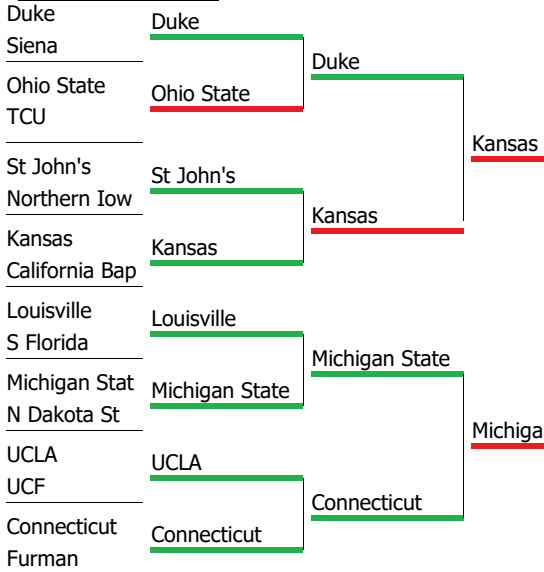 Duke
Siena
Ohio State
TCU
St John's
Northern Iow
Kansas
California Bap
Louisville
S Florida
Michigan Stat
N Dakota St
UCLA
UCF
Connecticut
Furman
Duke
Ohio State
St John's
Kansas
Louisville
Michigan State
UCLA
Connecticut
Duke
Kansas
Michigan State
Connecticut
Kansas
Michiga